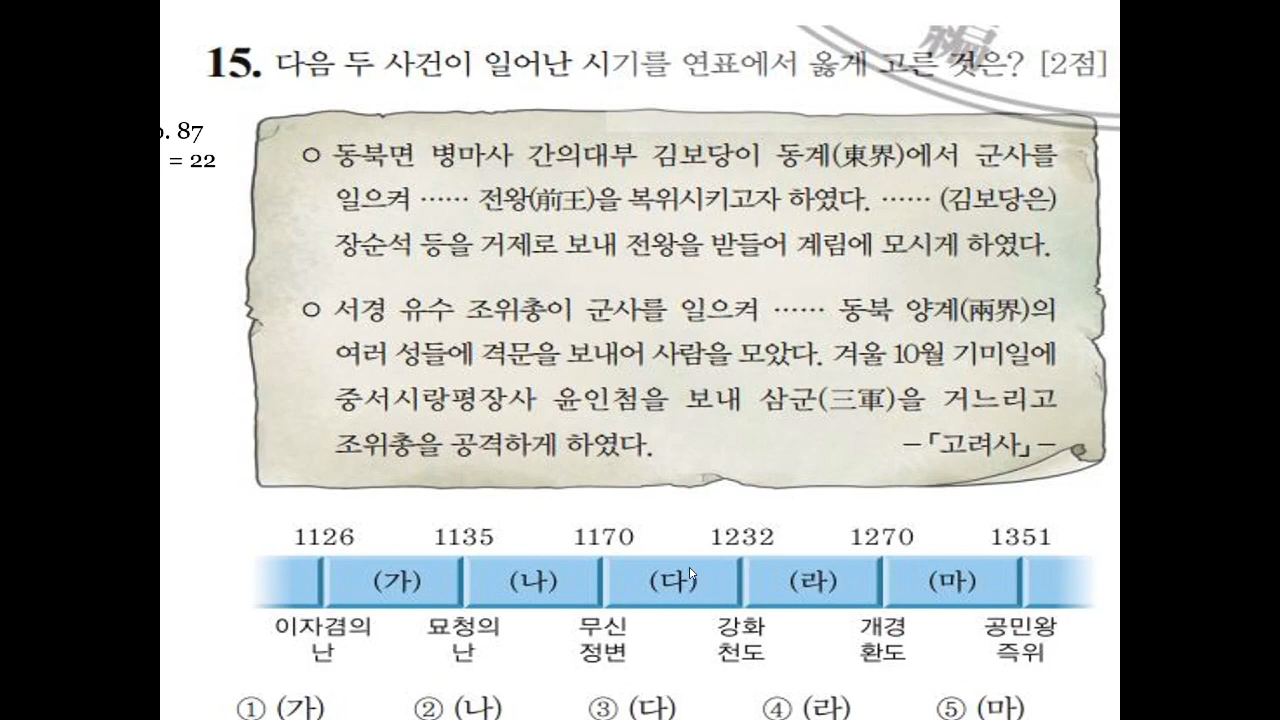 15. 다음 두 사건이 일어난 시기를 연표에서 옳게 고른 것은? [2점]
p. 87
= 22
○ 동북면 병마사 간의대부 김보당이 동계(東界)에서 군사를
일으켜 …… 전왕(前王)을 복위시키고자 하였다. …… (김보당은)
장순석 등을 거제로 보내 전왕을 받들어 계림에 모시게 하였다.
○ 서경 유수 조위총이 군사를 일으켜 …… 동북 양계(兩界)의
여러 성들에 격문을 보내어 사람을 모았다. 겨울 10월 기미일에
중서시랑평장사 윤인첨을 보내 삼군(三軍)을 거느리고
조위총을 공격하게 하였다. －「고려사」－
1126 1135 1170 1232 1270 1351
(가) (나) (다) (라) (마)
이자겸의 묘청의 무신 강화 개경 공민왕
난 난 정변 천도 환도 즉위
① (가) ② (나) ③ (다) ④ (라) ⑤ (마)